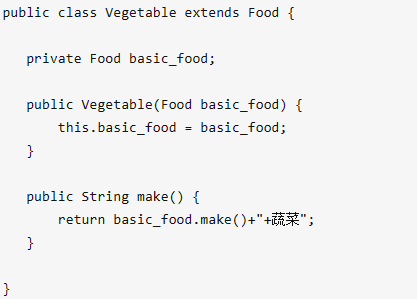 public class Vegetable extends Food {
private Food basic_food;
public Vegetable(Food basic_food) {
this.basic_food = basic_food;
}
public String make() {
return basic_food.make()+"+蔬菜";
}
}